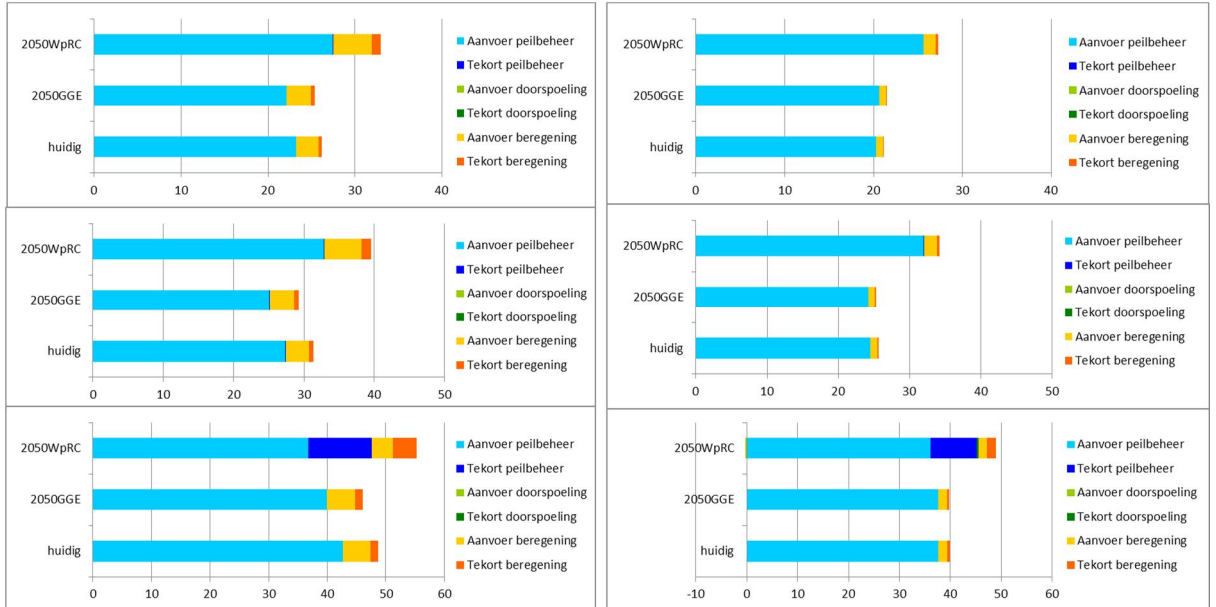 2050WpRC
2050GGE
huidig
0 10 20 30 40
Aanvoer peilbeheer
Tekort peilbeheer
Aanvoer doorspoeling
Tekort doorspoeling
Aanvoer beregening
Tekort beregening
2050WpRC
2050GGE
huidig
0 10 20 30 40
Aanvoer peilbeheer
Tekort peilbeheer
Aanvoer doorspoeling
Tekort doorspoeling
Aanvoer beregening
Tekort beregening
2050WpRC
2050GGE
huidig
0 10 20 30 40 50
Aanvoer peilbeheer
Tekort peilbeheer
Aanvoer doorspoeling
Tekort doorspoeling
Aanvoer beregening
Tekort beregening
2050WpRC
2050GGE
huidig
0 10 20 30 40 50
Aanvoer peilbeheer
Tekort peilbeheer
Aanvoer doorspoeling
Tekort doorspoeling
Aanvoer beregening
Tekort beregening
2050WpRC
2050GGE
huidig
0 10 20 30 40 50 60
Aanvoer peilbeheer
Tekort peilbeheer
Aanvoer doorspoeling
Tekort doorspoeling
Aanvoer beregening
Tekort beregening
2050WpRC
2050GGE
huidig
-10 0 10 20 30 40 50 60
Aanvoer peilbeheer
Tekort peilbeheer
Aanvoer doorspoeling
Tekort doorspoeling
Aanvoer beregening
Tekort beregening